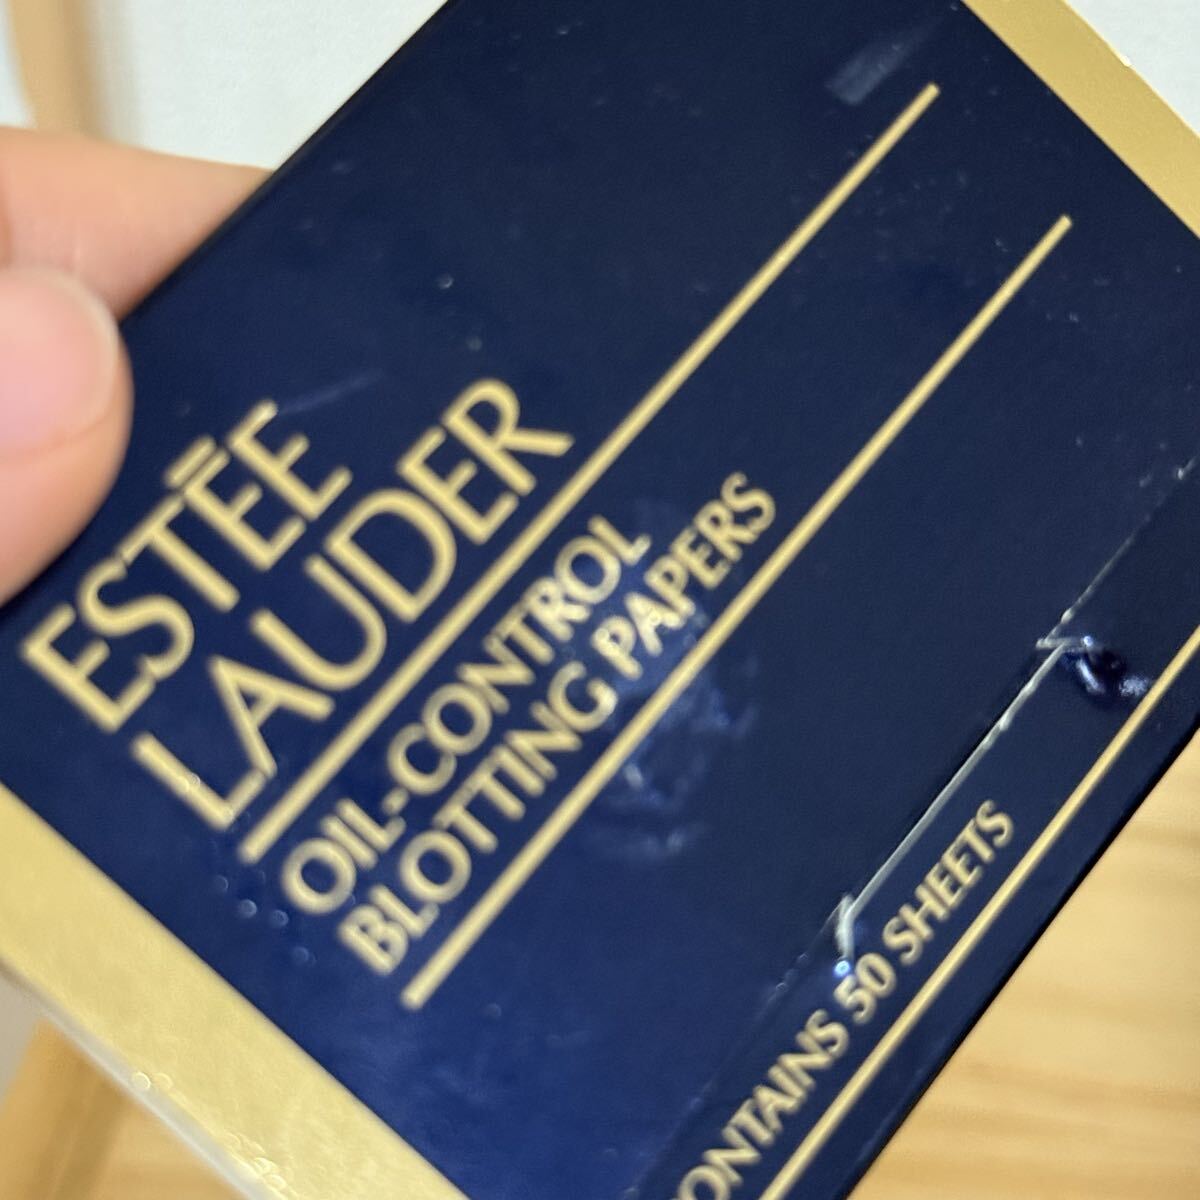 ESTĒE
LAUDER
OIL-CONTROL
BLOTTING PAPERS
CONTAINS 50 SHEETS